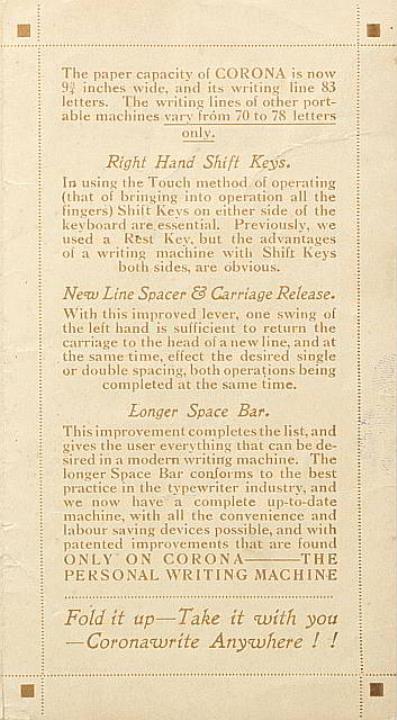 The paper capacity of CORONA is now
9¾ inches wide, and its writing line 83
letters. The writing lines of other port-
able machines vary from 70 to 78 letters
only.
Right Hand Shift Keys.
In using the Touch method of operating
(that of bringing into operation all the
fingers) Shift Keys on either side of the
keyboard are essential. Previously, we
used a Rest Key, but the advantages
of a writing machine with Shift Keys
both sides, are obvious.
New Line Spacer & Carriage Release.
With this improved lever, one swing of
the left hand is sufficient to return the
carriage to the head of a new line, and at
the same time, effect the desired single
or double spacing, both operations being
completed at the same time.
Longer Space Bar.
This improvement completes the list, and
gives the user everything that can be de-
sired in a modern writing machine. The
longer Space Bar conforms to the best
practice in the typewriter industry, and
we now have a complete up-to-date
machine, with all the convenience and
labour saving devices possible, and with
patented improvements that are found
ONLY ON CORONA——THE
PERSONAL WRITING MACHINE
Fold it up—Take it with you
—Coronawrite Anywhere ! !